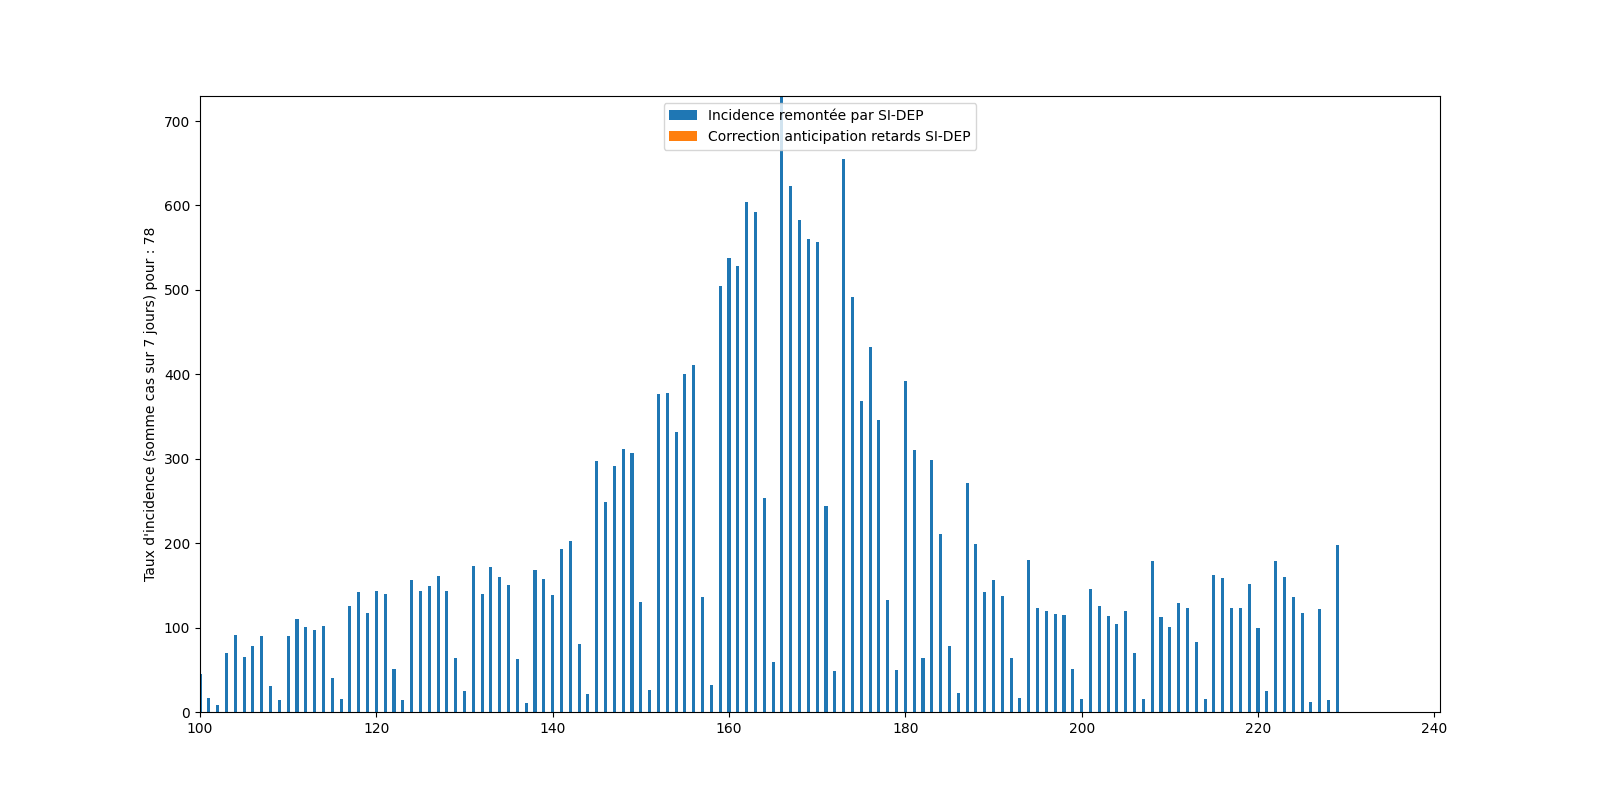 Incidence remontée par SI-DEP
Correction anticipation retards SI-DEP
Taux d'incidence (somme cas sur 7 jours) pour : 78
700
600
500
400
300
200
100
0
100 120 140 160 180 200 220 240